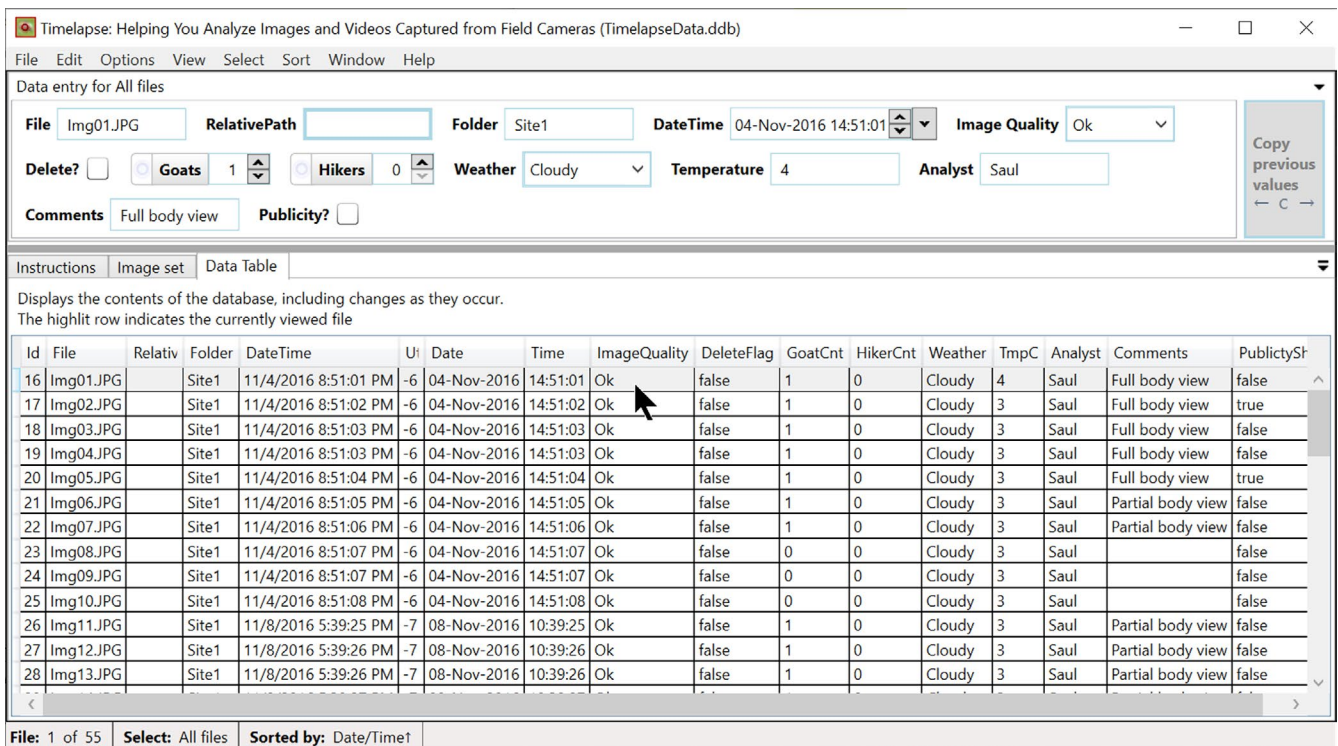 Timelapse: Helping You Analyze Images and Videos Captured from Field Cameras (TimelapseData.ddb)
File Edit Options View Select Sort Window Help
Data entry for All files
File Img01.JPG RelativePath Folder Site1 DateTime 04-Nov-2016 14:51:01 Image Quality Ok
Delete? Goats 1 Hikers 0 Weather Cloudy Temperature 4 Analyst Saul
Comments Full body view Publicity?
Copy
previous
values
← C →
Instructions Image set Data Table
Displays the contents of the database, including changes as they occur.
The highlit row indicates the currently viewed file
Id File Relativ Folder DateTime Ut Date Time ImageQuality DeleteFlag GoatCnt HikerCnt Weather TmpC Analyst Comments PublictySh
16 Img01.JPG Site1 11/4/2016 8:51:01 PM -6 04-Nov-2016 14:51:01 Ok false 1 0 Cloudy 4 Saul Full body view false
17 Img02.JPG Site1 11/4/2016 8:51:02 PM -6 04-Nov-2016 14:51:02 Ok false 1 0 Cloudy 3 Saul Full body view true
18 Img03.JPG Site1 11/4/2016 8:51:03 PM -6 04-Nov-2016 14:51:03 Ok false 1 0 Cloudy 3 Saul Full body view false
19 Img04.JPG Site1 11/4/2016 8:51:03 PM -6 04-Nov-2016 14:51:03 Ok false 1 0 Cloudy 3 Saul Full body view false
20 Img05.JPG Site1 11/4/2016 8:51:04 PM -6 04-Nov-2016 14:51:04 Ok false 1 0 Cloudy 3 Saul Full body view true
21 Img06.JPG Site1 11/4/2016 8:51:05 PM -6 04-Nov-2016 14:51:05 Ok false 1 0 Cloudy 3 Saul Partial body view false
22 Img07.JPG Site1 11/4/2016 8:51:06 PM -6 04-Nov-2016 14:51:06 Ok false 1 0 Cloudy 3 Saul Partial body view false
23 Img08.JPG Site1 11/4/2016 8:51:07 PM -6 04-Nov-2016 14:51:07 Ok false 0 0 Cloudy 3 Saul false
24 Img09.JPG Site1 11/4/2016 8:51:07 PM -6 04-Nov-2016 14:51:07 Ok false 0 0 Cloudy 3 Saul false
25 Img10.JPG Site1 11/4/2016 8:51:08 PM -6 04-Nov-2016 14:51:08 Ok false 0 0 Cloudy 3 Saul false
26 Img11.JPG Site1 11/8/2016 5:39:25 PM -7 08-Nov-2016 10:39:25 Ok false 1 0 Cloudy 3 Saul Partial body view false
27 Img12.JPG Site1 11/8/2016 5:39:26 PM -7 08-Nov-2016 10:39:26 Ok false 1 0 Cloudy 3 Saul Partial body view false
28 Img13.JPG Site1 11/8/2016 5:39:26 PM -7 08-Nov-2016 10:39:26 Ok false 1 0 Cloudy 3 Saul Partial body view false
File: 1 of 55 Select: All files Sorted by: Date/Time↑